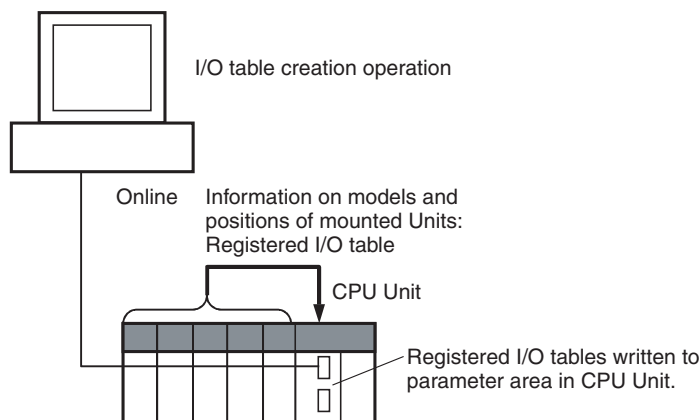 I/O table creation operation
Online
Information on models and
positions of mounted Units:
Registered I/O table
CPU Unit
Registered I/O tables written to
parameter area in CPU Unit.